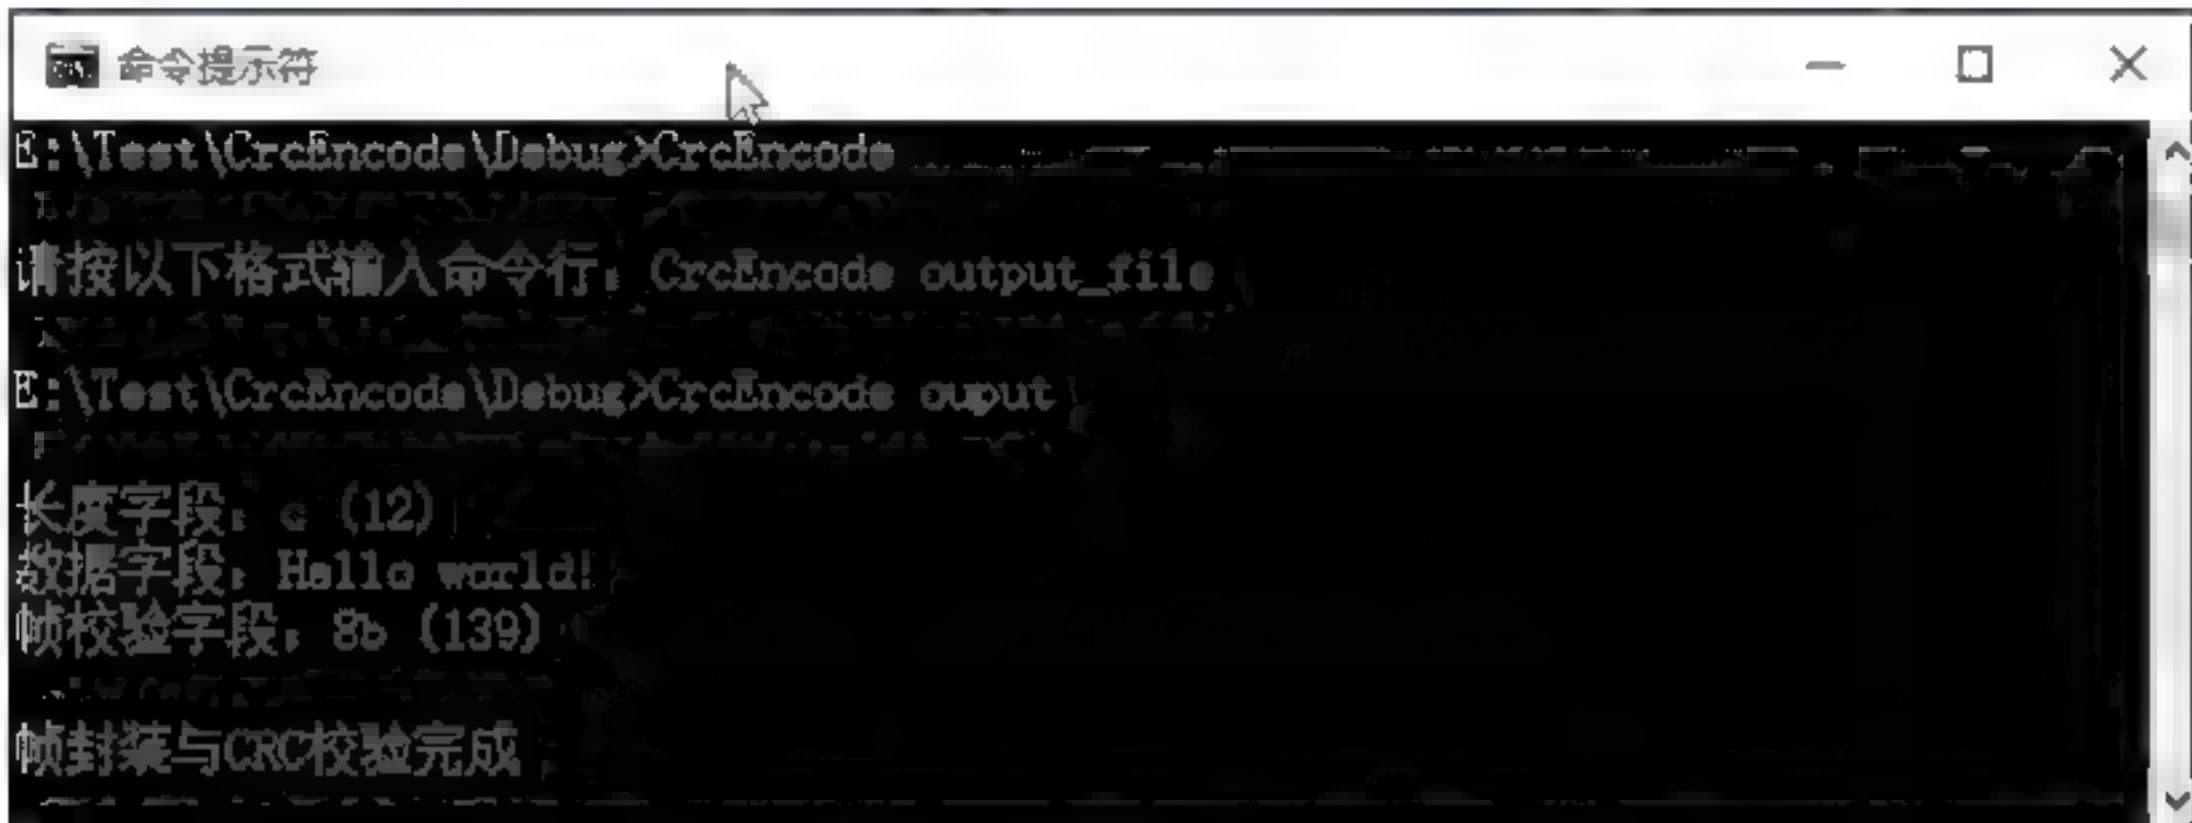 命令提示符
E:\Test\CrcEncode\Debug>CrcEncode
请按以下格式输入命令行：CrcEncode output_file
E:\Test\CrcEncode\Debug>CrcEncode ouput
长度字段：c (12)
数据字段：Hello world!
帧校验字段：8b (139)
帧封装与CRC校验完成